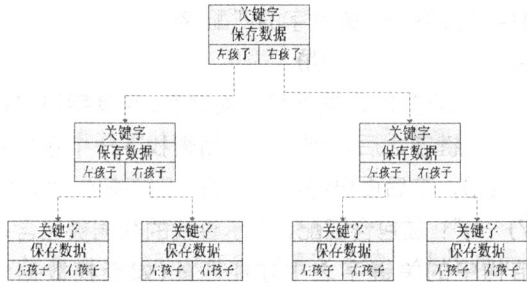 关键字
保存数据
左孩子 右孩子
关键字 关键字
保存数据 保存数据
左孩子 右孩子 左孩子 右孩子
关键字 关键字 关键字 关键字
保存数据 保存数据 保存数据 保存数据
左孩子 右孩子 左孩子 右孩子 左孩子 右孩子 左孩子 右孩子